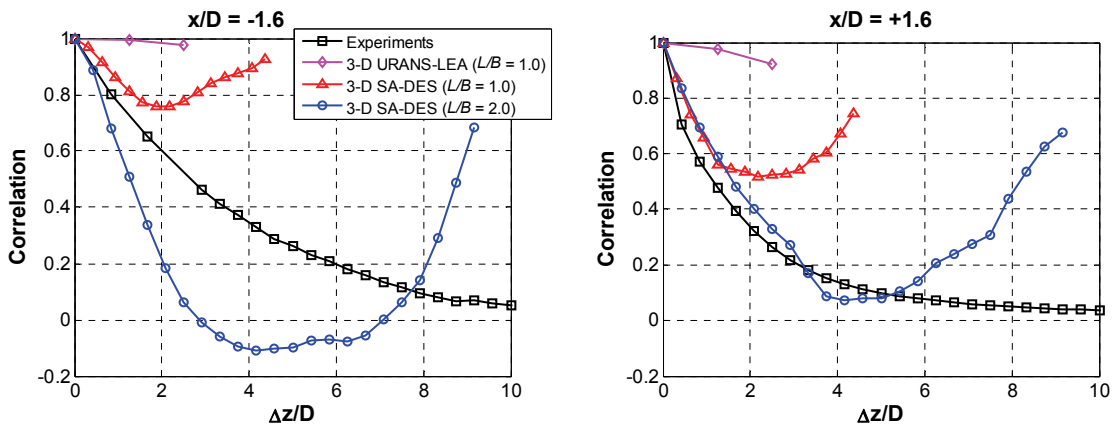 x/D = -1.6
Correlation
1
0.8
0.6
0.4
0.2
0
-0.2
0
2
4
6
8
10
Δz/D
Experiments
3-D URANS-LEA (L/B = 1.0)
3-D SA-DES (L/B = 1.0)
3-D SA-DES (L/B = 2.0)
x/D = +1.6
Correlation
1
0.8
0.6
0.4
0.2
0
-0.2
0
2
4
6
8
10
Δz/D